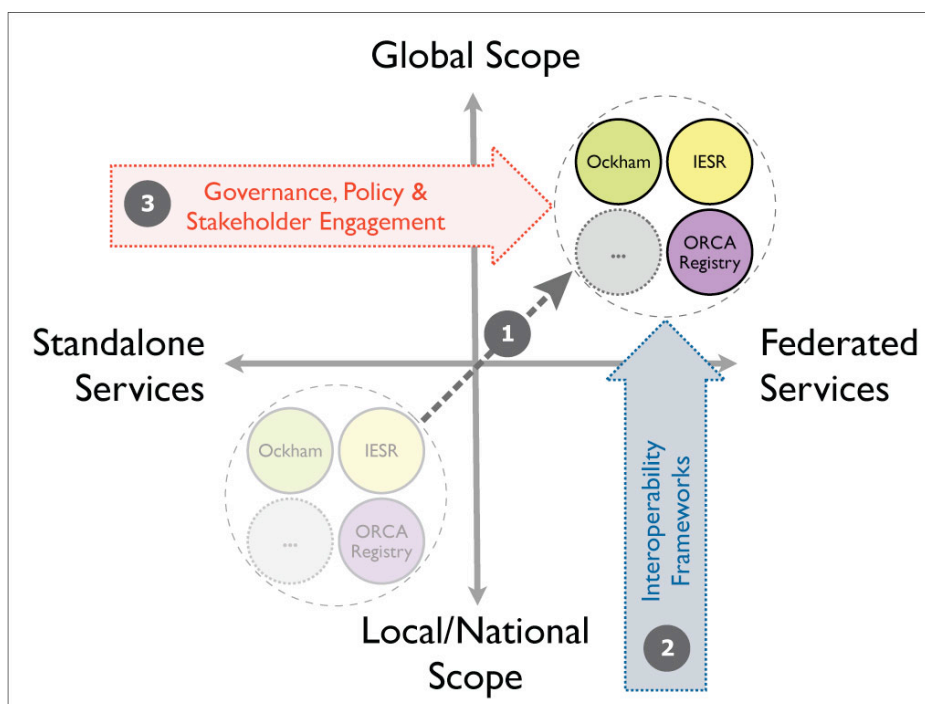 Global Scope
Ockham
IESR
3
Governance, Policy &
Stakeholder Engagement
...
ORCA
Registry
1
Standalone
Services
Federated
Services
Ockham
IESR
...
ORCA
Registry
Interoperability
Frameworks
2
Local/National
Scope